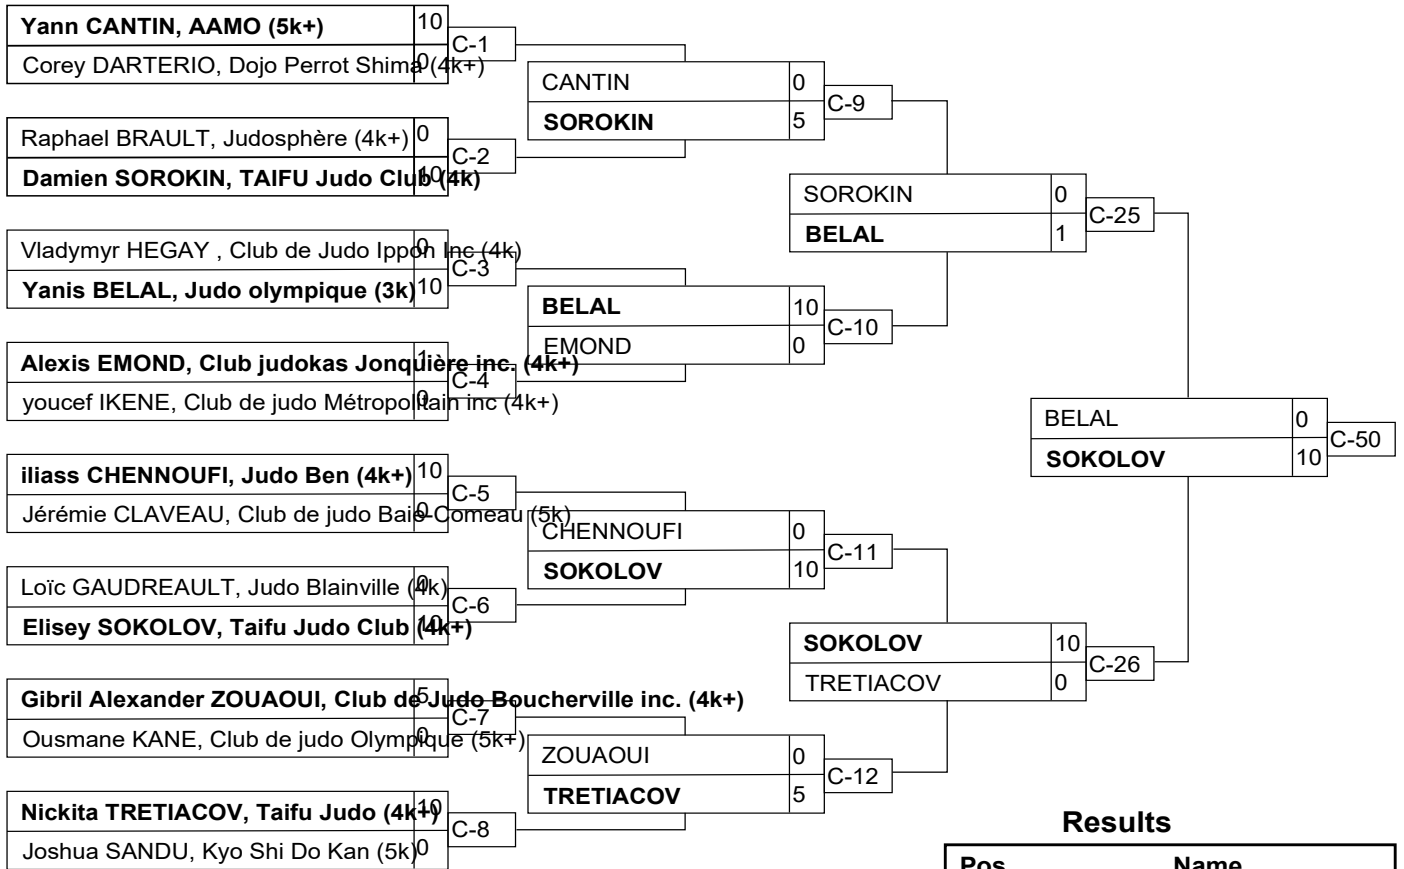 Yann CANTIN, AAMO (5k+) 10
C-1
Corey DARTERIO, Dojo Perrot Shima (4k+) 0
CANTIN 0
C-9
SOROKIN 5
Raphael BRAULT, Judosphère (4k+) 0
C-2
Damien SOROKIN, TAIFU Judo Club (4k) 10
SOROKIN 0
C-25
BELAL 1
Vladymyr HEGAY , Club de Judo Ippon Inc (4k) 0
C-3
Yanis BELAL, Judo olympique (3k) 10
BELAL 10
C-10
EMOND 0
Alexis EMOND, Club judokas Jonquière inc. (4k+) 1
C-4
youcef IKENE, Club de judo Métropolitain inc (4k+) 0
BELAL 0
C-50
SOKOLOV 10
iliass CHENNOUFI, Judo Ben (4k+) 10
C-5
Jérémie CLAVEAU, Club de judo Baie-Comeau (5k) 0
CHENNOUFI 0
C-11
SOKOLOV 10
Loïc GAUDREAULT, Judo Blainville (4k) 0
C-6
Elisey SOKOLOV, Taifu Judo Club (4k+) 10
SOKOLOV 10
C-26
TRETIACOV 0
Gibril Alexander ZOUAOUI, Club de Judo Boucherville inc. (4k+) 5
C-7
Ousmane KANE, Club de judo Olympique (5k+) 0
ZOUAOUI 0
C-12
TRETIACOV 5
Nickita TRETIACOV, Taifu Judo (4k+) 10
C-8
Joshua SANDU, Kyo Shi Do Kan (5k) 0
Results
Pos Name